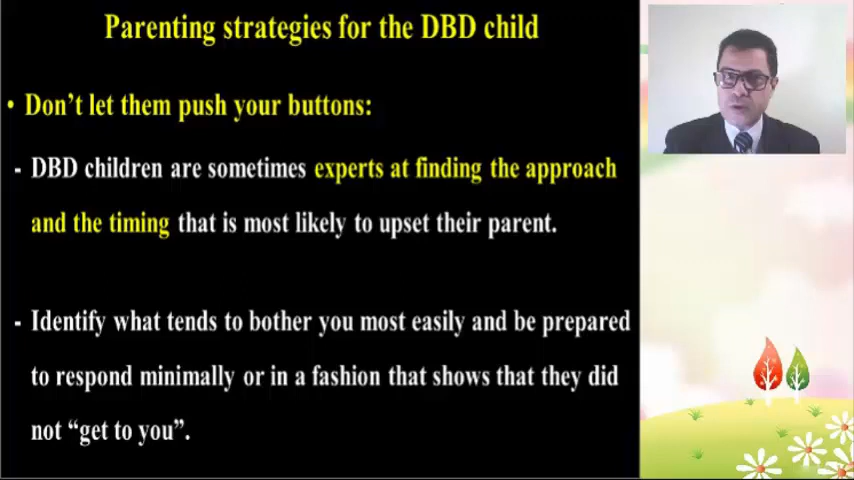 Parenting strategies for the DBD child
• Don't let them push your buttons:
- DBD children are sometimes experts at finding the approach
and the timing that is most likely to upset their parent.
- Identify what tends to bother you most easily and be prepared
to respond minimally or in a fashion that shows that they did
not “get to you”.